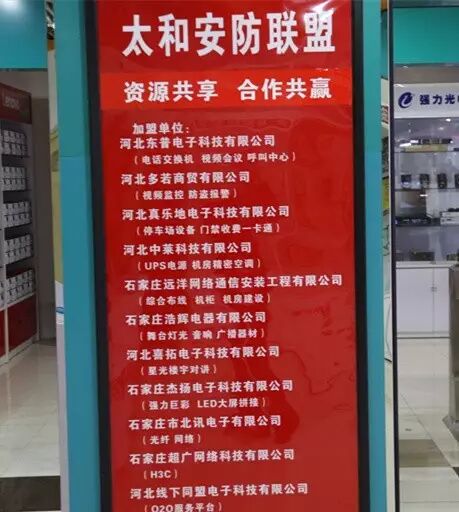 太和安防联盟
资源共享 合作共赢
加盟单位：
河北东昔电子科技有限公司
（电话交换机 视频会议 呼叫中心）
河北多若商贸有限公司
（视频监控 防盗报警）
河北真乐地电子科技有限公司
（停车场设备 门禁收费一卡通）
河北中莱科技有限公司
（UPS电源 机房精密空调）
石家庄远洋网络通信安装工程有限公司
（综合布线 机柜 机房建设）
石家庄浩辉电器有限公司
（舞台灯光 音响 广播器材）
河北喜拓电子科技有限公司
（星光楼宇对讲）
石家庄杰扬电子科技有限公司
（强力巨彩 LED大屏拼接）
石家庄市北讯电子有限公司
（光纤 网络）
石家庄超广网络科技有限公司
（H3C）
河北线下同盟电子科技有限公司
（O2O服务平台）
Lenovo
强力光电